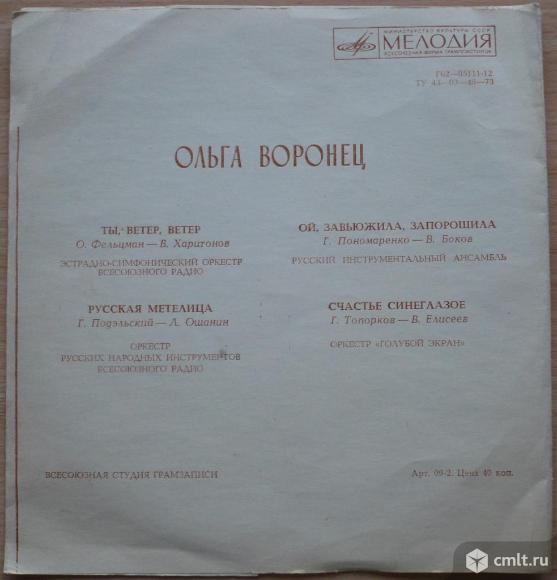 МИНИСТЕРСТВО КУЛЬТУРЫ СССР
МЕЛОДИЯ
ВСЕСОЮЗНАЯ ФИРМА ГРАМПЛАСТИНОК
Г62—05111-12
ТУ 43—03—48—73
ОЛЬГА ВОРОНЕЦ
ТЫ, ВЕТЕР, ВЕТЕР
О. Фельцман — В. Харитонов
ЭСТРАДНО-СИМФОНИЧЕСКИЙ ОРКЕСТР
ВСЕСОЮЗНОГО РАДИО
РУССКАЯ МЕТЕЛИЦА
Г. Подэльский — Л. Ошанин
ОРКЕСТР
РУССКИХ НАРОДНЫХ ИНСТРУМЕНТОВ
ВСЕСОЮЗНОГО РАДИО
ОЙ, ЗАВЬЮЖИЛА, ЗАПОРОШИЛА
Г. Пономаренко — В. Боков
РУССКИЙ ИНСТРУМЕНТАЛЬНЫЙ АНСАМБЛЬ
СЧАСТЬЕ СИНЕГЛАЗОЕ
Г. Топорков — В. Елисеев
ОРКЕСТР «ГОЛУБОЙ ЭКРАН»
ВСЕСОЮЗНАЯ СТУДИЯ ГРАМЗАПИСИ
Арт. 09-2. Цена 40 коп.
cmlt.ru